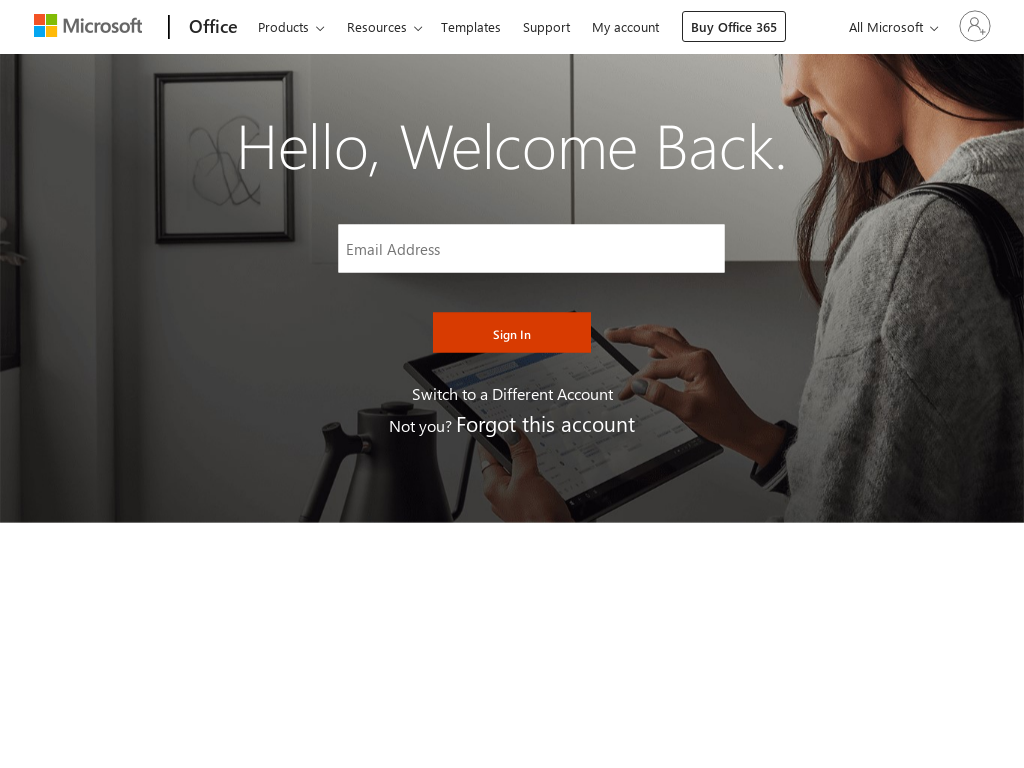 Microsoft
Office
Products
Resources
Templates
Support
My account
Buy Office 365
All Microsoft
Hello, Welcome Back.
Email Address
Sign In
Switch to a Different Account
Not you? Forgot this account